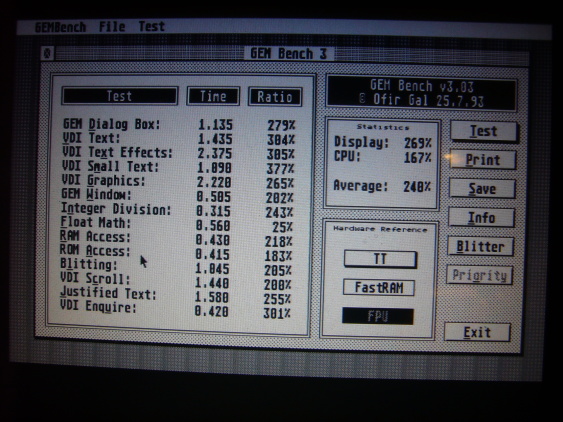 GEMBench File Test
GEM Bench 3
Test Time Ratio
GEM Dialog Box: 1.135 279%
VDI Text: 1.435 304%
VDI Text Effects: 2.375 305%
VDI Small Text: 1.090 377%
VDI Graphics: 2.220 265%
GEM Window: 0.505 202%
Integer Division: 0.315 243%
Float Math: 0.560 25%
RAM Access: 0.430 218%
ROM Access: 0.415 183%
Blitting: 1.045 205%
VDI Scroll: 1.440 200%
Justified Text: 1.580 255%
VDI Enquire: 0.420 301%
GEM Bench v3.03
© Ofir Gal 25.7.93
Statistics
Display: 269%
CPU: 167%
Average: 240%
Hardware Reference
TT
FastRAM
FPU
Test
Print
Save
Info
Blitter
Priority
Exit